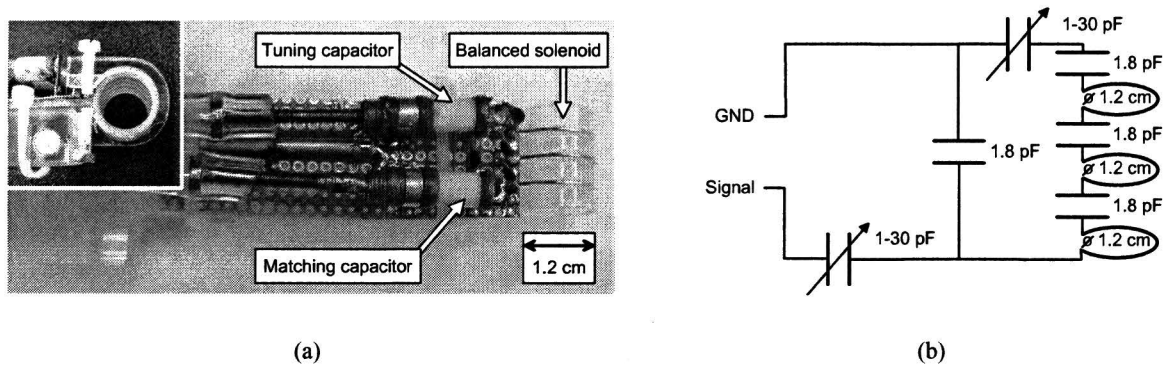 Tuning capacitor
Balanced solenoid
Matching capacitor
1.2 cm
(a)
1-30 pF
1.8 pF
ø 1.2 cm
GND
1.8 pF
1.8 pF
ø 1.2 cm
Signal
1.8 pF
1-30 pF
ø 1.2 cm
(b)